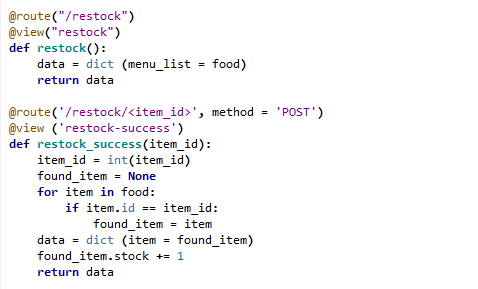 @route("/restock")
@view("restock")
def restock():
    data = dict (menu_list = food)
    return data

@route('/restock/<item_id>', method = 'POST')
@view ('restock-success')
def restock_success(item_id):
    item_id = int(item_id)
    found_item = None
    for item in food:
        if item.id == item_id:
            found_item = item
    data = dict (item = found_item)
    found_item.stock += 1
    return data